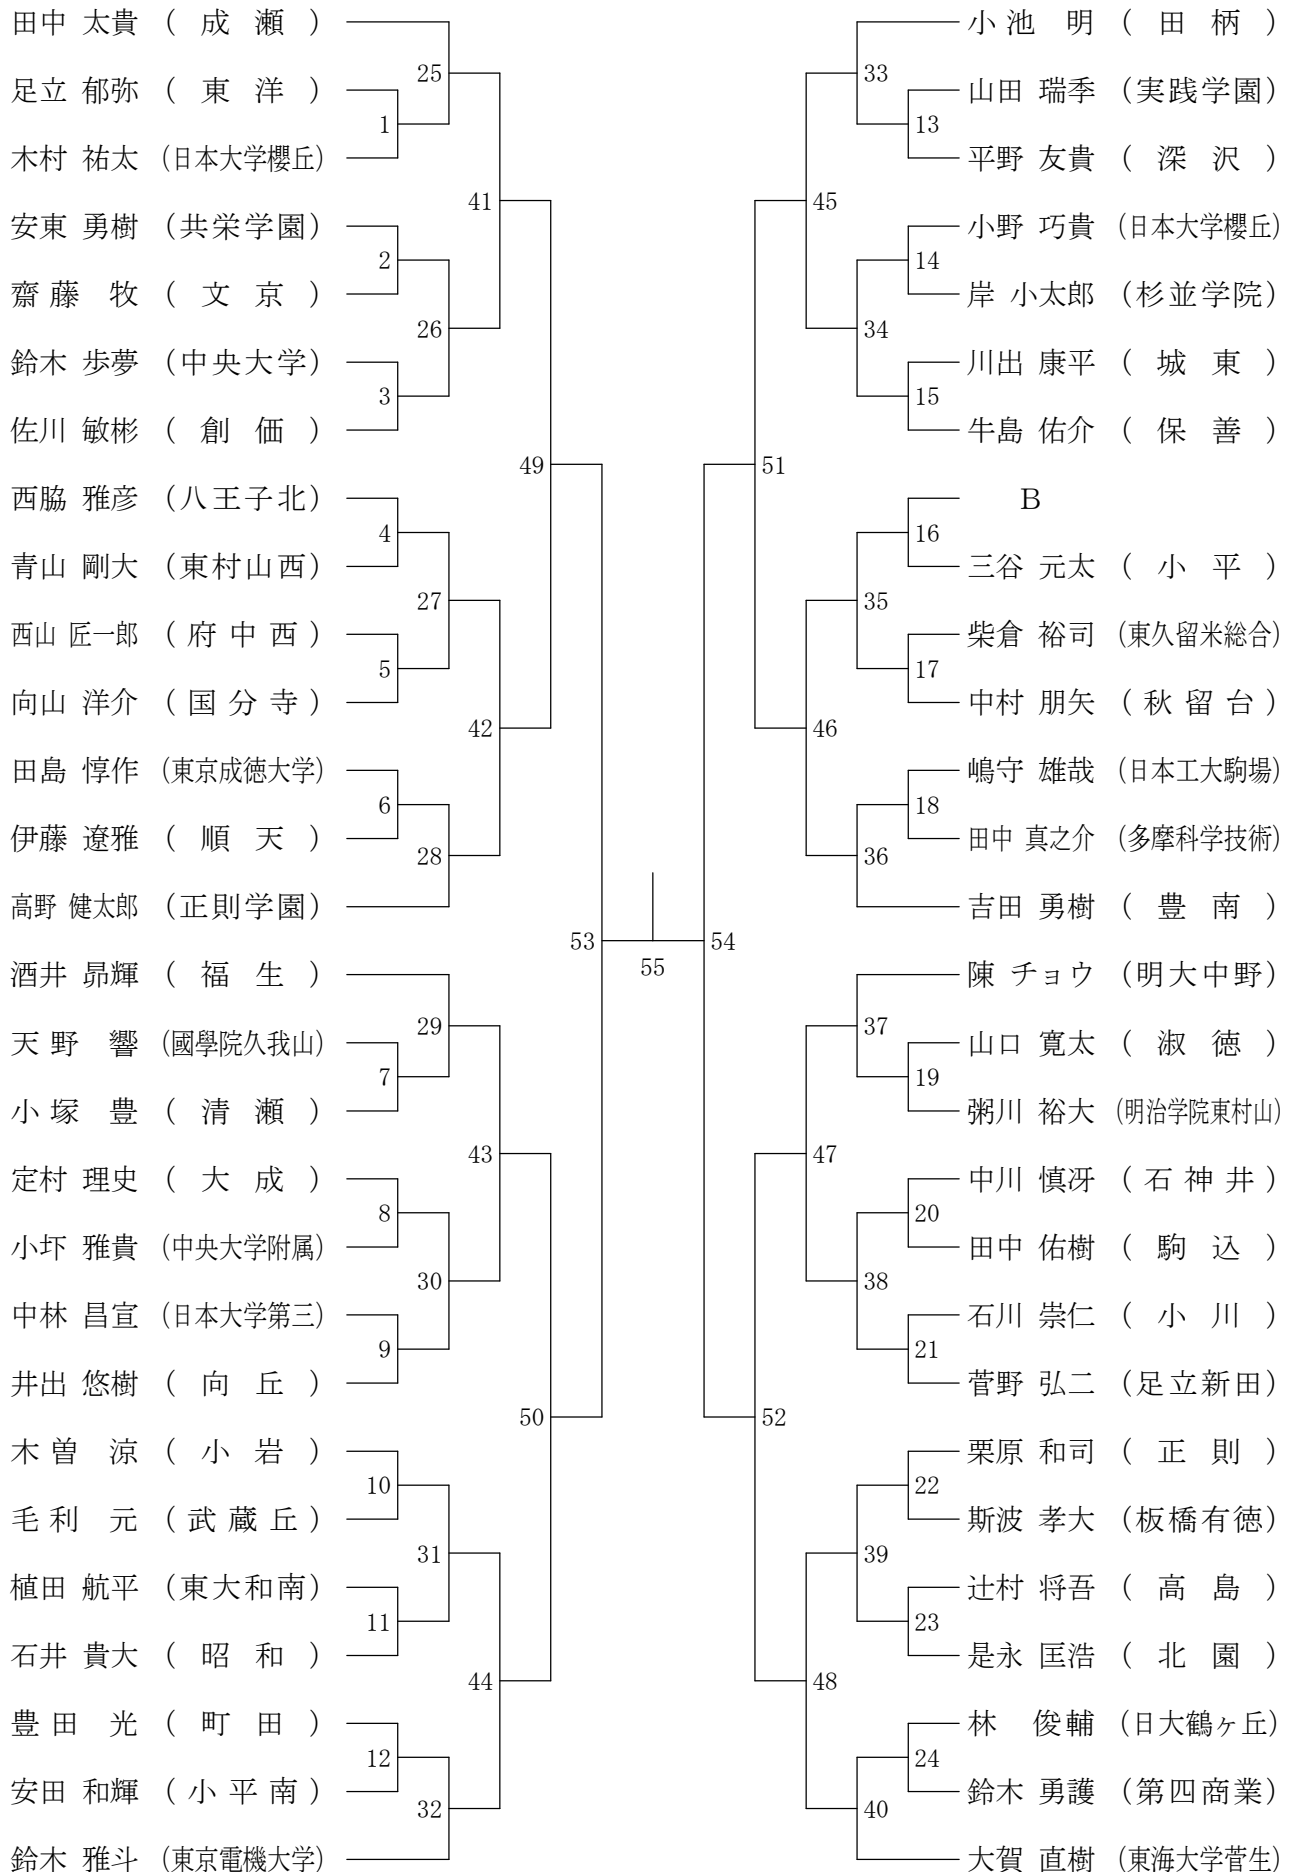 田中 太貴 ( 成 瀬 )
足立 郁弥 ( 東 洋 )
木村 祐太 (日本大学櫻丘)
安東 勇樹 (共栄学園)
齋藤 牧 ( 文 京 )
鈴木 歩夢 (中央大学)
佐川 敏彬 ( 創 価 )
西脇 雅彦 (八王子北)
青山 剛大 (東村山西)
西山 匠一郎 ( 府 中 西 )
向山 洋介 ( 国 分 寺 )
田島 惇作 (東京成徳大学)
伊藤 遼雅 ( 順 天 )
高野 健太郎 (正則学園)
酒井 昴輝 ( 福 生 )
天野 響 (國學院久我山)
小塚 豊 ( 清 瀬 )
定村 理史 ( 大 成 )
小圷 雅貴 (中央大学附属)
中林 昌宣 (日本大学第三)
井出 悠樹 ( 向 丘 )
木曽 涼 ( 小 岩 )
毛利 元 ( 武 蔵 丘 )
植田 航平 (東大和南)
石井 貴大 ( 昭 和 )
豊田 光 ( 町 田 )
安田 和輝 ( 小 平 南 )
鈴木 雅斗 (東京電機大学)
1
2
3
4
5
6
7
8
9
10
11
12
25
26
27
28
29
30
31
32
41
42
43
44
49
50
53
55
54
51
52
45
46
47
48
33
34
35
36
37
38
39
40
13
14
15
16
17
18
19
20
21
22
23
24
小池 明 ( 田 柄 )
山田 瑞季 (実践学園)
平野 友貴 ( 深 沢 )
小野 巧貴 (日本大学櫻丘)
岸 小太郎 (杉並学院)
川出 康平 ( 城 東 )
牛島 佑介 ( 保 善 )
B
三谷 元太 ( 小 平 )
柴倉 裕司 (東久留米総合)
中村 朋矢 ( 秋 留 台 )
嶋守 雄哉 (日本工大駒場)
田中 真之介 (多摩科学技術)
吉田 勇樹 ( 豊 南 )
陳 チョウ (明大中野)
山口 寛太 ( 淑 徳 )
粥川 裕大 (明治学院東村山)
中川 慎冴 ( 石 神 井 )
田中 佑樹 ( 駒 込 )
石川 崇仁 ( 小 川 )
菅野 弘二 (足立新田)
栗原 和司 ( 正 則 )
斯波 孝大 (板橋有徳)
辻村 将吾 ( 高 島 )
是永 匡浩 ( 北 園 )
林 俊輔 (日大鶴ヶ丘)
鈴木 勇護 (第四商業)
大賀 直樹 (東海大学菅生)